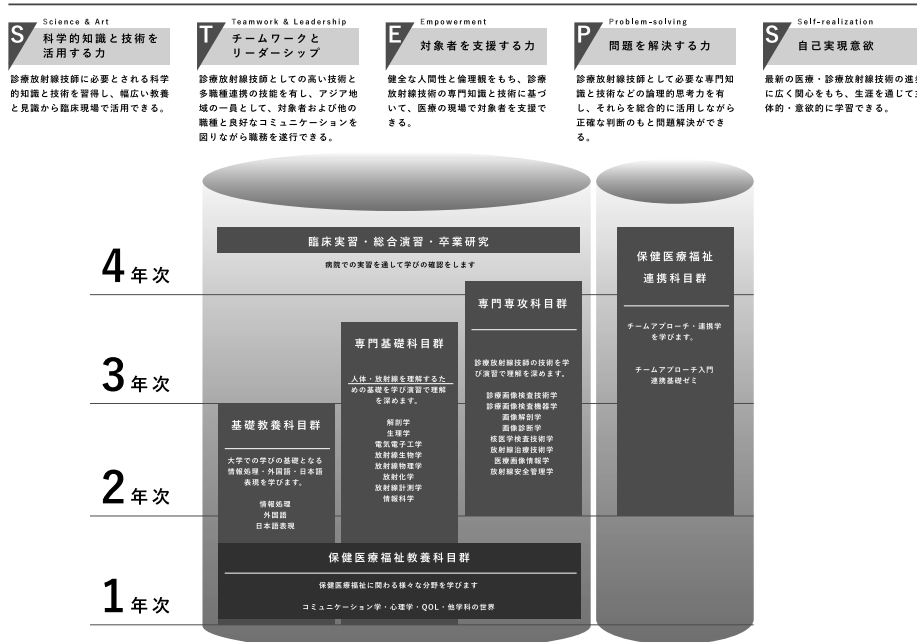 Science & Art
S
科学的知識と技術を
活用する力
診療放射線技師に必要とされる科学
的知識と技術を習得し、幅広い教養
と見識から臨床現場で活用できる。
Teamwork & Leadership
T
チームワークと
リーダーシップ
診療放射線技師としての高い技術と
多職種連携の技能を有し、アジア地
域の一員として、対象者および他の
職種と良好なコミュニケーションを
図りながら職務を遂行できる。
Empowerment
E
対象者を支援する力
健全な人間性と倫理観をもち、診療
放射線技術の専門知識と技術に基づ
いて、医療の現場で対象者を支援で
きる。
Problem-solving
P
問題を解決する力
診療放射線技師として必要な専門知
識と技術などの論理的思考力を有
し、それらを総合的に活用しながら
正確な判断のもと問題解決ができ
る。
Self-realization
S
自己実現意欲
最新の医療・診療放射線技術の進歩
に広く関心をもち、生涯を通じて主
体的・意欲的に学習できる。
4年次
3年次
2年次
1年次
臨床実習・総合演習・卒業研究
病院での実習を通して学びの確認をします
専門専攻科目群
診療放射線技師の技術を学
び演習で理解を深めます。
診療画像検査技術学
診療画像検査機器学
画像解剖学
画像診断学
核医学検査技術学
放射線治療技術学
医療画像情報学
放射線安全管理学
専門基礎科目群
人体・放射線を理解するた
めの基礎を学び演習で理解
を深めます。
解剖学
生理学
電気電子工学
放射線生物学
放射線物理学
放射化学
放射線計測学
情報科学
基礎教養科目群
大学での学びの基礎となる
情報処理・外国語・日本語
表現を学びます。
情報処理
外国語
日本語表現
保健医療福祉教養科目群
保健医療福祉に関わる様々な分野を学びます
コミュニケーション学・心理学・QOL・他学科の世界
保健医療福祉
連携科目群
チームアプローチ・連携学
を学びます。
チームアプローチ入門
連携基礎ゼミ